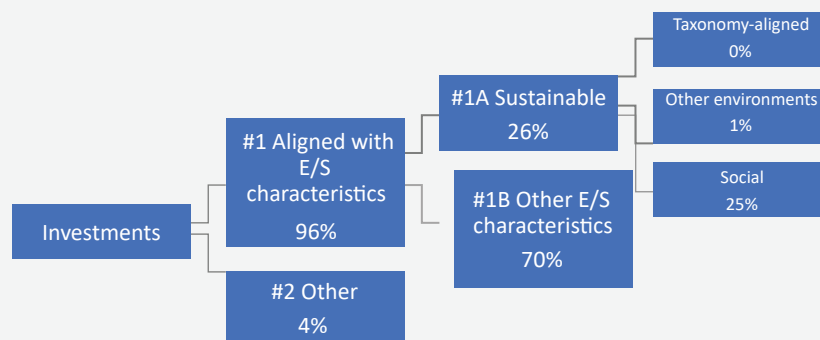 Investments
#1 Aligned with
E/S
characteristics
96%
#2 Other
4%
#1A Sustainable
26%
#1B Other E/S
characteristics
70%
Taxonomy-aligned
0%
Other environments
1%
Social
25%